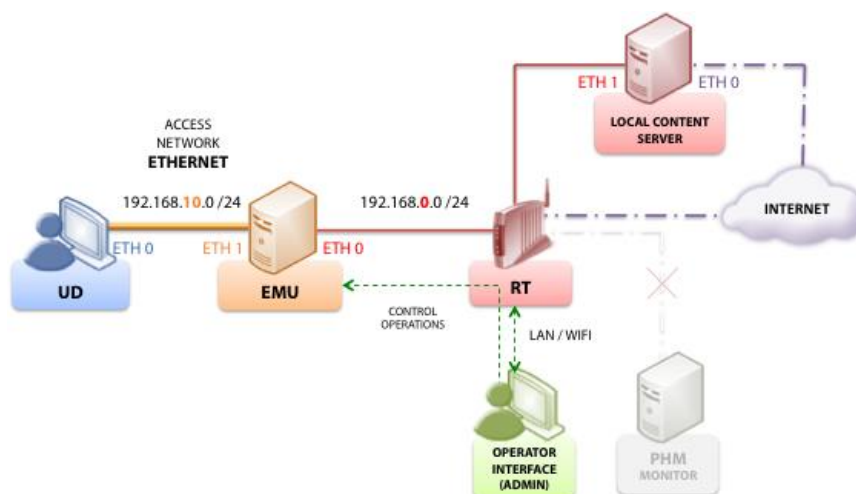 ACCESS
NETWORK
ETHERNET
192.168.10.0 /24
192.168.0.0 /24
ETH 1
ETH 0
LOCAL CONTENT
SERVER
INTERNET
ETH 0
ETH 1
ETH 0
UD
EMU
RT
CONTROL
OPERATIONS
LAN / WIFI
OPERATOR
INTERFACE
(ADMIN)
PHM
MONITOR